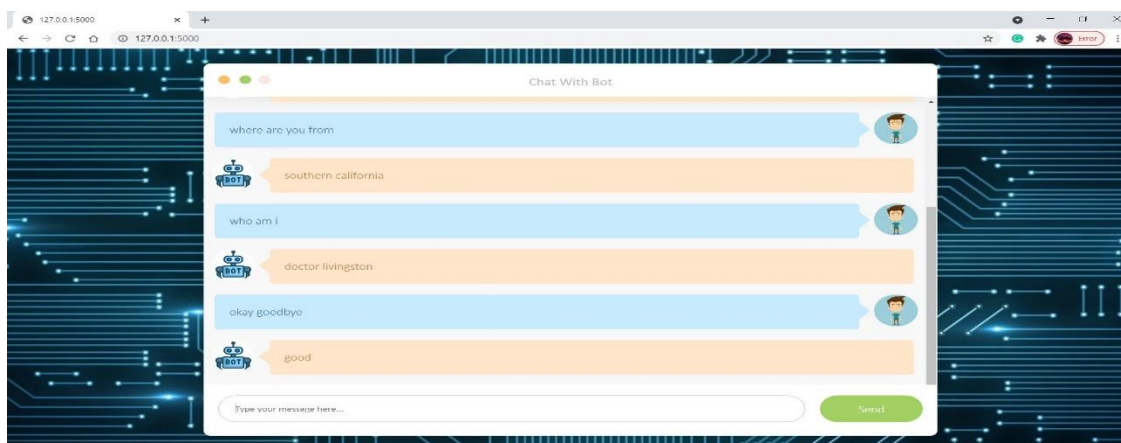 127.0.0.1:5000
127.0.0.1:5000
Error
Chat With Bot
where are you from
BOT
southern california
who am i
BOT
doctor livingston
okay goodbye
BOT
good
Type your message here...
Send